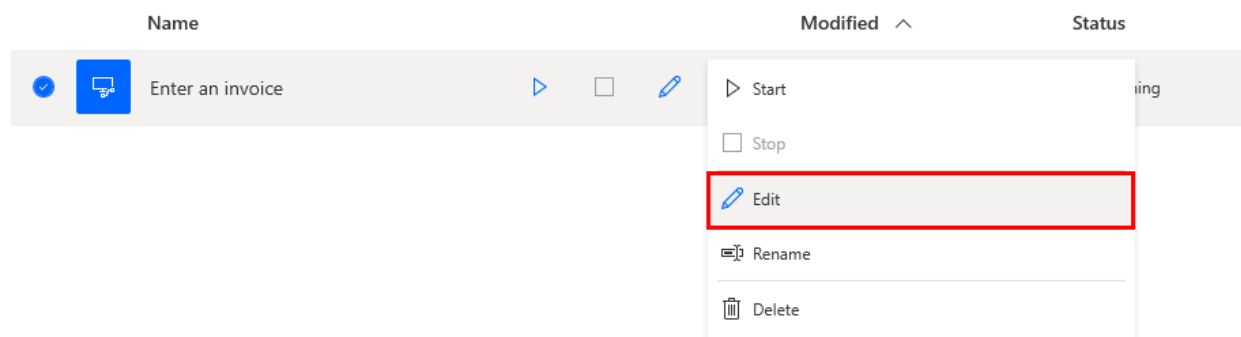 Name Modified Status
Enter an invoice
Start
Stop
Edit
Rename
Delete